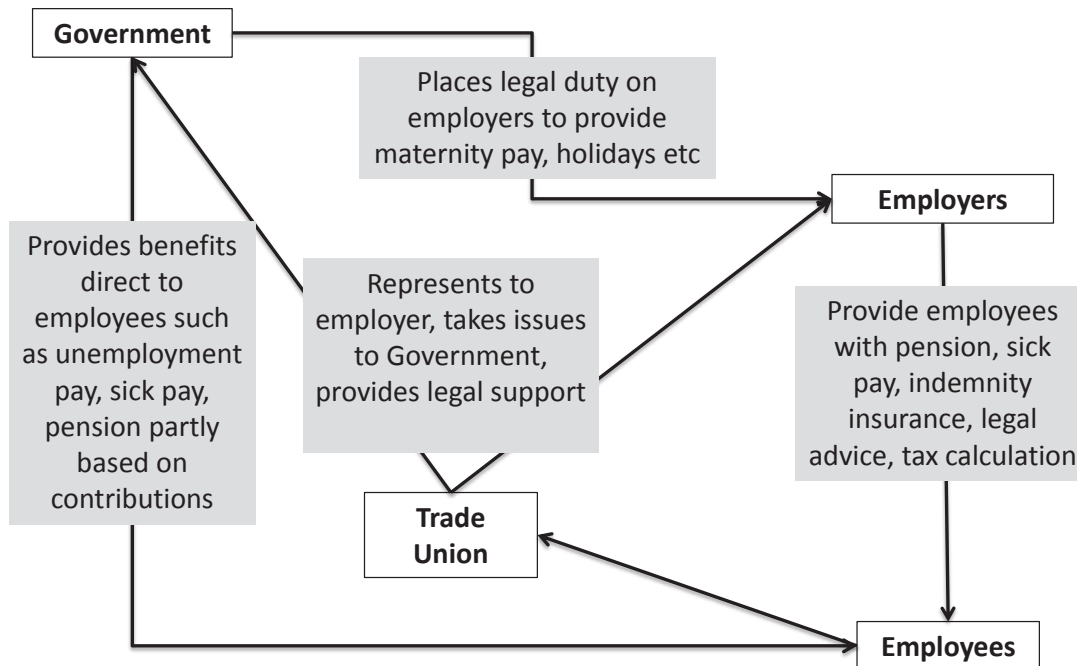 Government
Places legal duty on
employers to provide
maternity pay, holidays etc
Employers
Provides benefits
direct to
employees such
as unemployment
pay, sick pay,
pension partly
based on
contributions
Represents to
employer, takes issues
to Government,
provides legal support
Provide employees
with pension, sick
pay, indemnity
insurance, legal
advice, tax calculation
Trade
Union
Employees